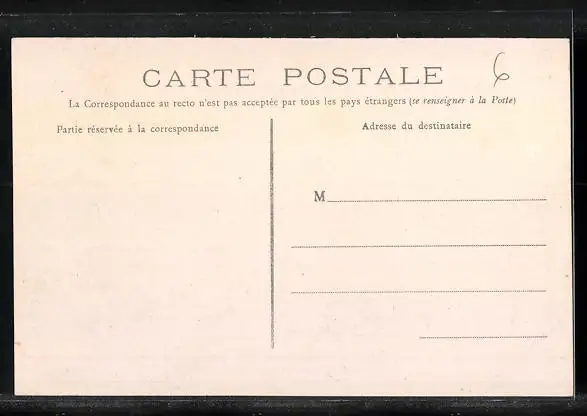 CARTE POSTALE
6
La Correspondance au recto n'est pas acceptée par tous les pays étrangers (se renseigner à la Poste)
Partie réservée à la correspondance
Adresse du destinataire
M